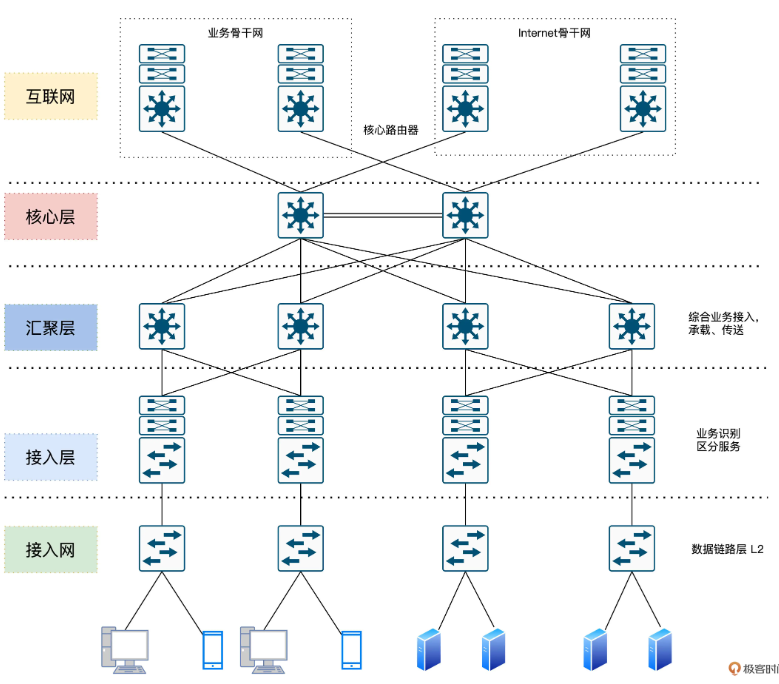 业务骨干网
Internet骨干网
互联网
核心路由器
核心层
汇聚层
综合业务接入，
承载、传送
接入层
业务识别
区分服务
接入网
数据链路层 L2
极客时间